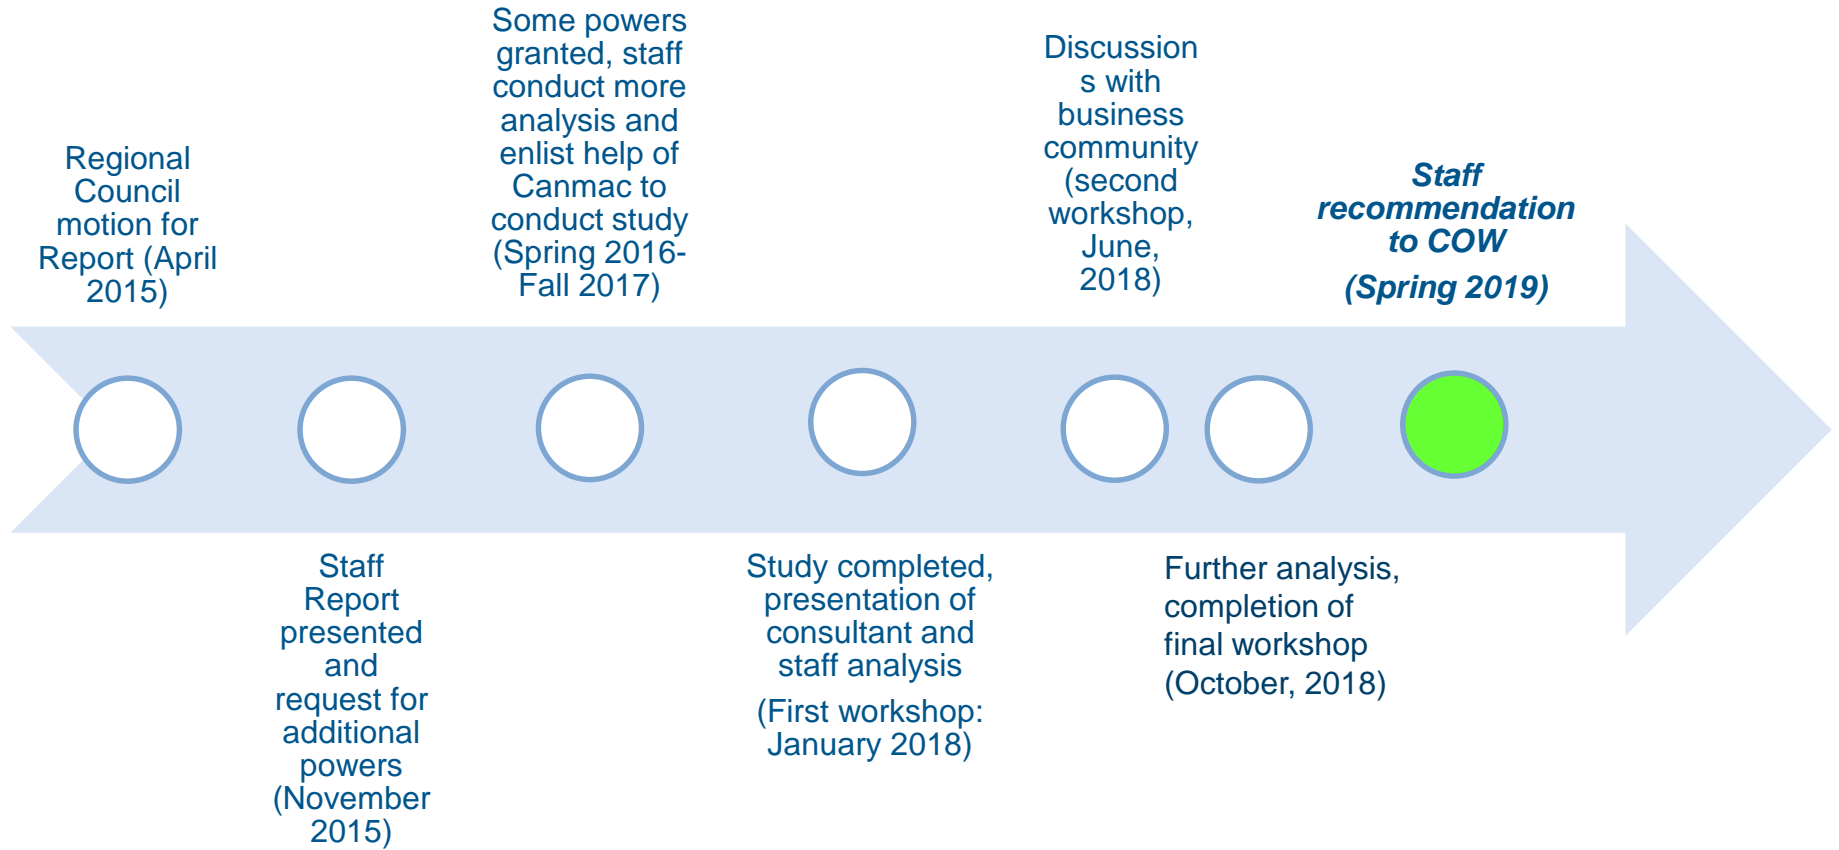 Regional
Council
motion for
Report (April
2015)
Staff
Report
presented
and
request for
additional
powers
(November
2015)
Some powers
granted, staff
conduct more
analysis and
enlist help of
Canmac to
conduct study
(Spring 2016-
Fall 2017)
Study completed,
presentation of
consultant and
staff analysis
(First workshop:
January 2018)
Discussion
s with
business
community
(second
workshop,
June,
2018)
Further analysis,
completion of
final workshop
(October, 2018)
Staff
recommendation
to COW
(Spring 2019)